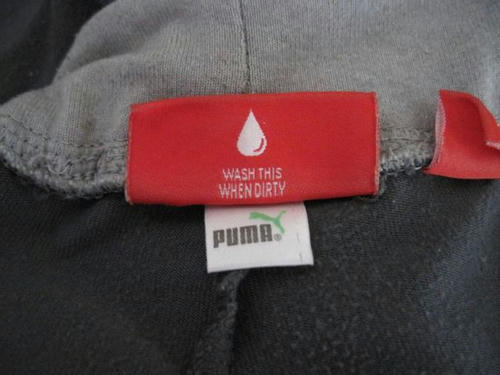 WASH THIS
WHEN DIRTY
PUMA®